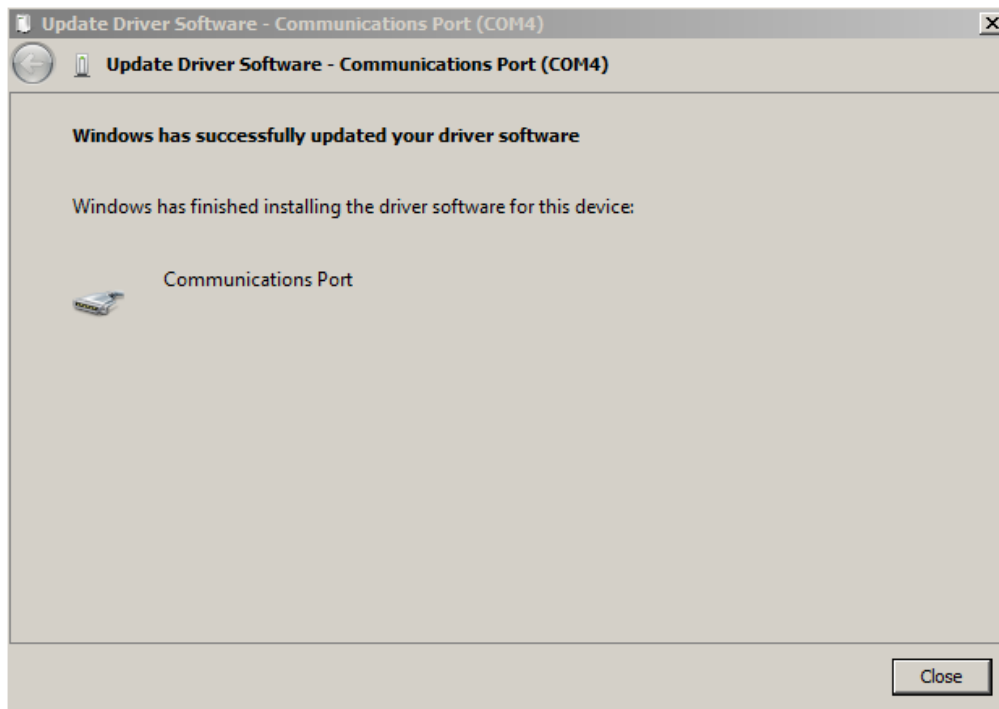 Update Driver Software - Communications Port (COM4)
Update Driver Software - Communications Port (COM4)
Windows has successfully updated your driver software
Windows has finished installing the driver software for this device:
Communications Port
Close